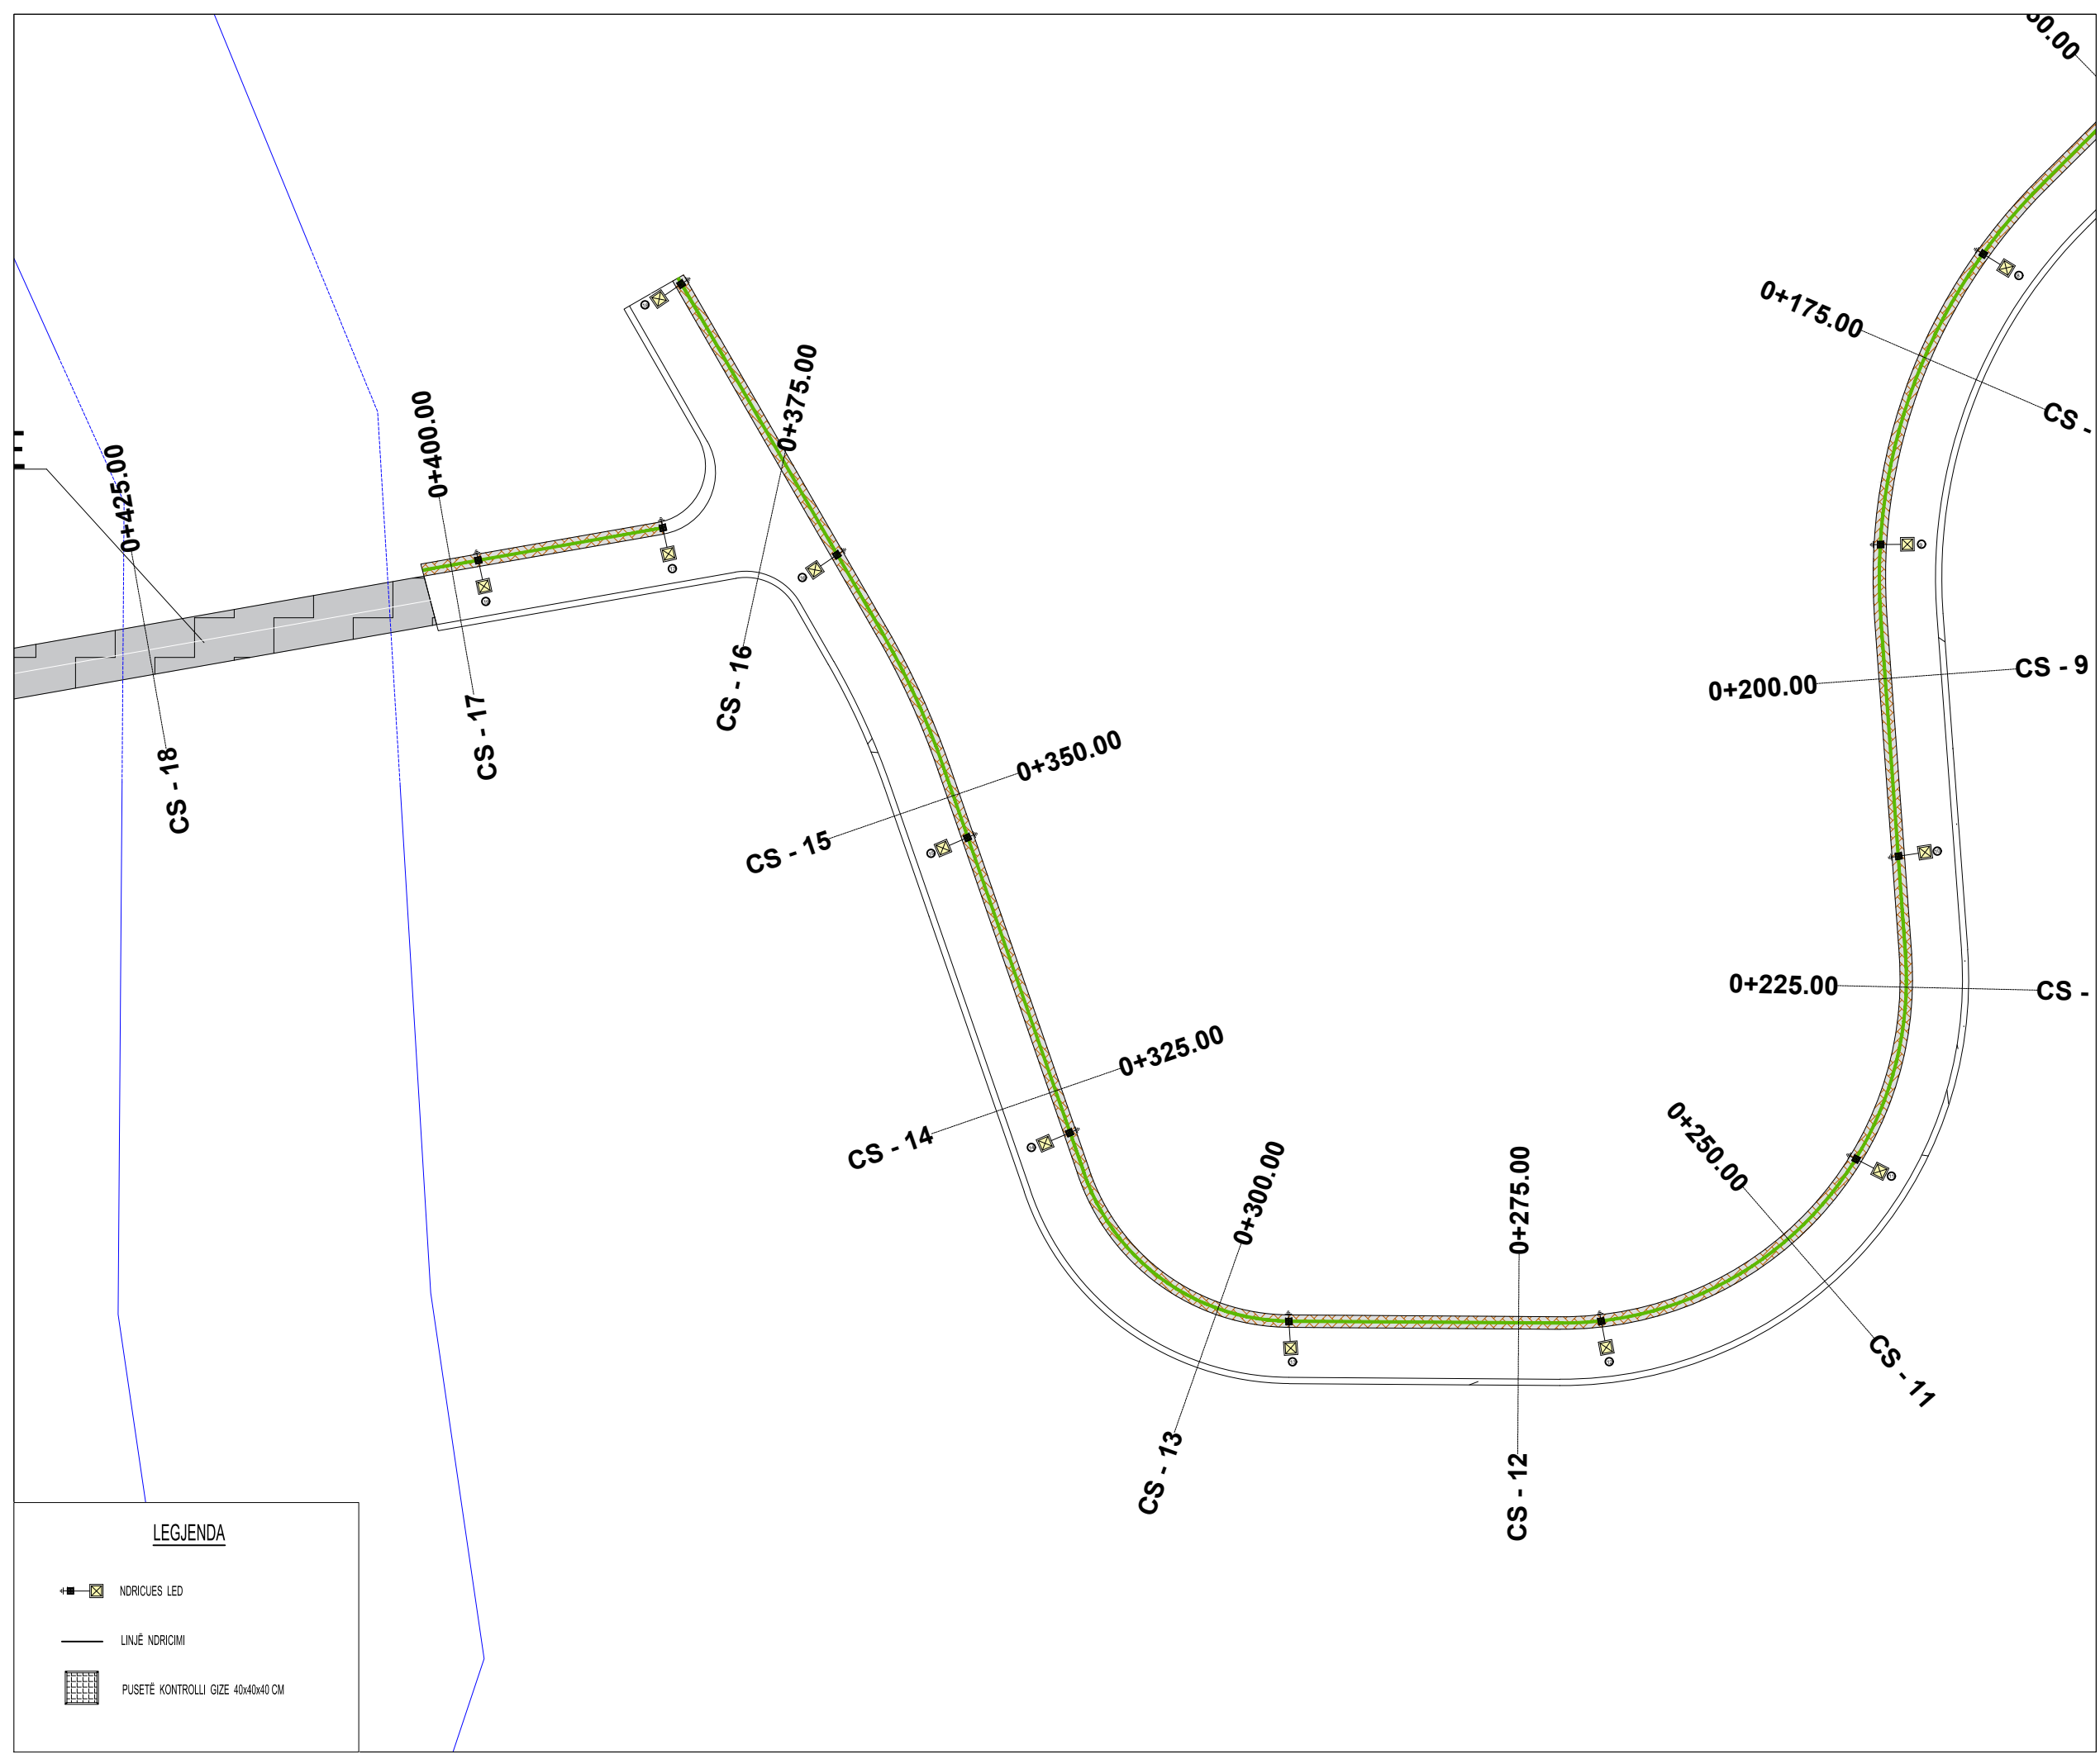 60.00
0+175.00
CS -
0+375.00
0+400.00
0+425.00
CS - 16
CS - 17
CS - 18
CS - 9
0+200.00
0+350.00
CS - 15
0+225.00
CS -
0+325.00
CS - 14
0+250.00
0+300.00
0+275.00
CS - 11
CS - 13
CS - 12
LEGJENDA
NDRICUES LED
LINJË NDRICIMI
PUSETË KONTROLLI GIZE 40x40x40 CM